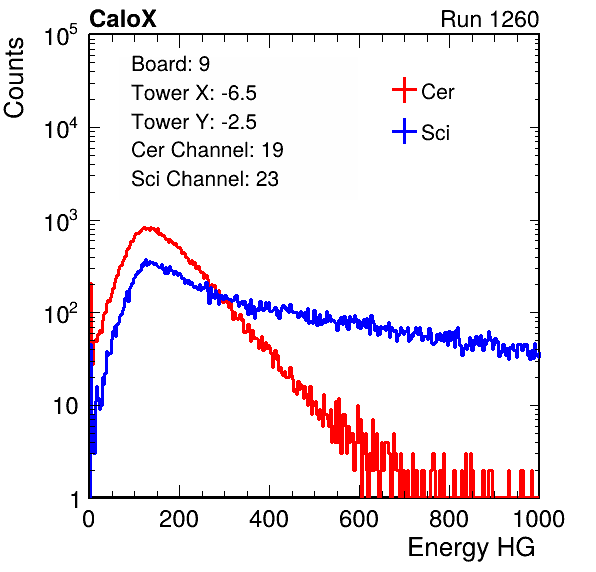 CaloX Run 1260
Counts
10^5
10^4
10^3
10^2
10
1
Board: 9
Tower X: -6.5
Tower Y: -2.5
Cer Channel: 19
Sci Channel: 23
Cer
Sci
0 200 400 600 800 1000
Energy HG